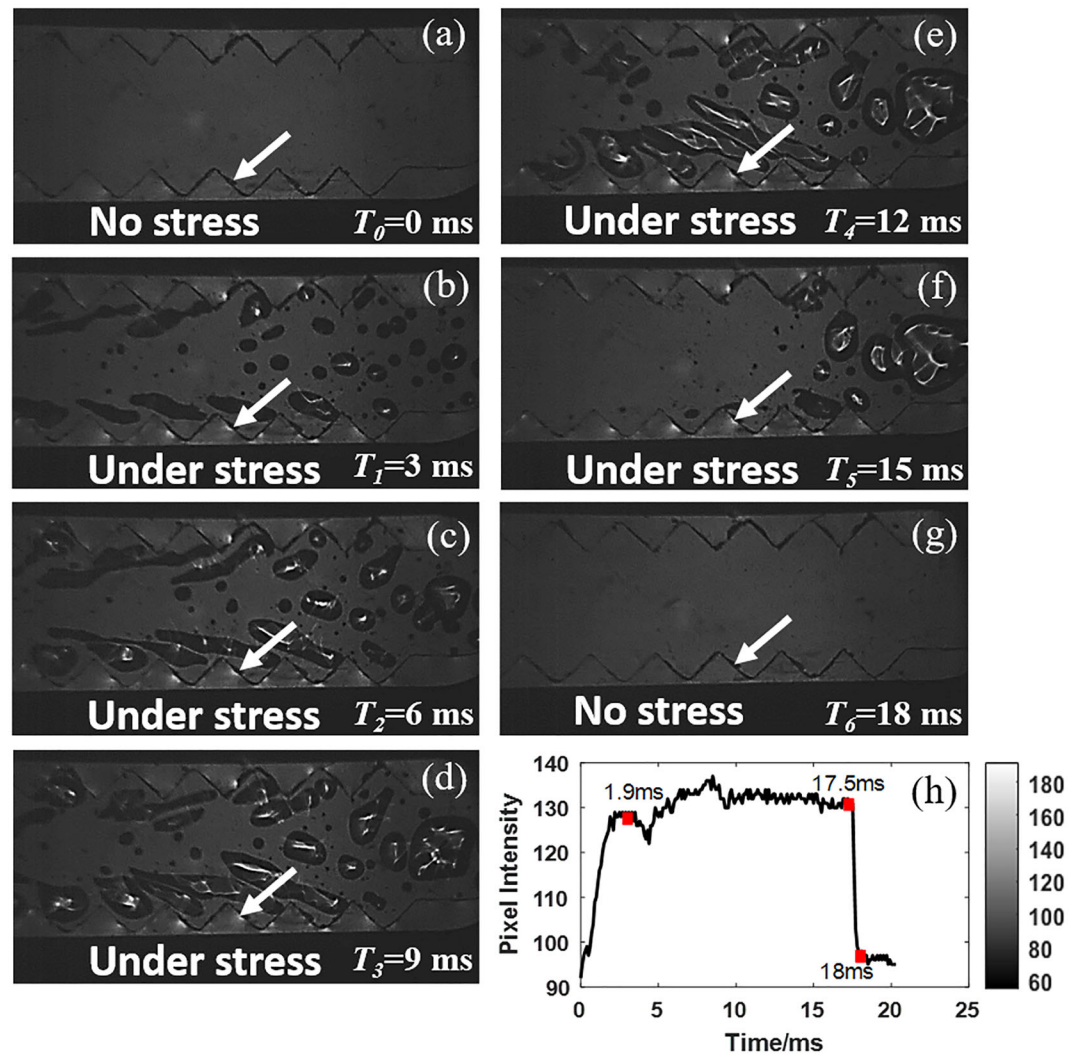 (a)
No stress T0=0 ms
(b)
Under stress T1=3 ms
(c)
Under stress T2=6 ms
(d)
Under stress T3=9 ms
(e)
Under stress T4=12 ms
(f)
Under stress T5=15 ms
(g)
No stress T6=18 ms
(h)
140
130
120
110
100
90
Pixel Intensity
1.9ms
17.5ms
18ms
0 5 10 15 20 25
Time/ms
180
160
140
120
100
80
60